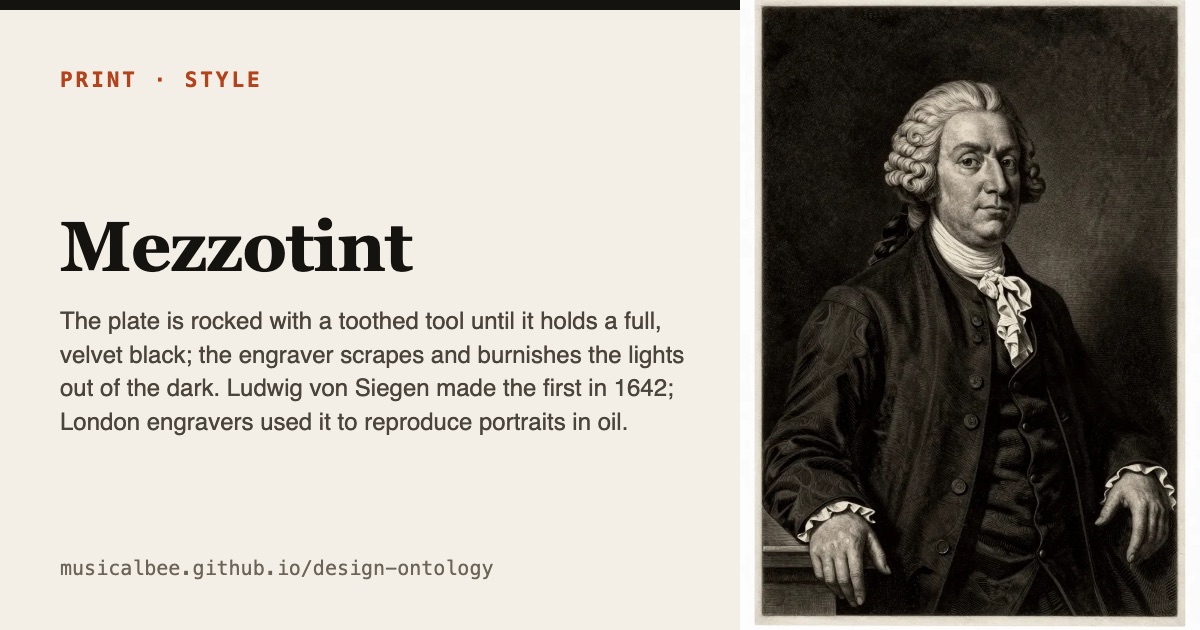 PRINT · STYLE
Mezzotint
The plate is rocked with a toothed tool until it holds a full,
velvet black; the engraver scrapes and burnishes the lights
out of the dark. Ludwig von Siegen made the first in 1642;
London engravers used it to reproduce portraits in oil.
musicalbee.github.io/design-ontology